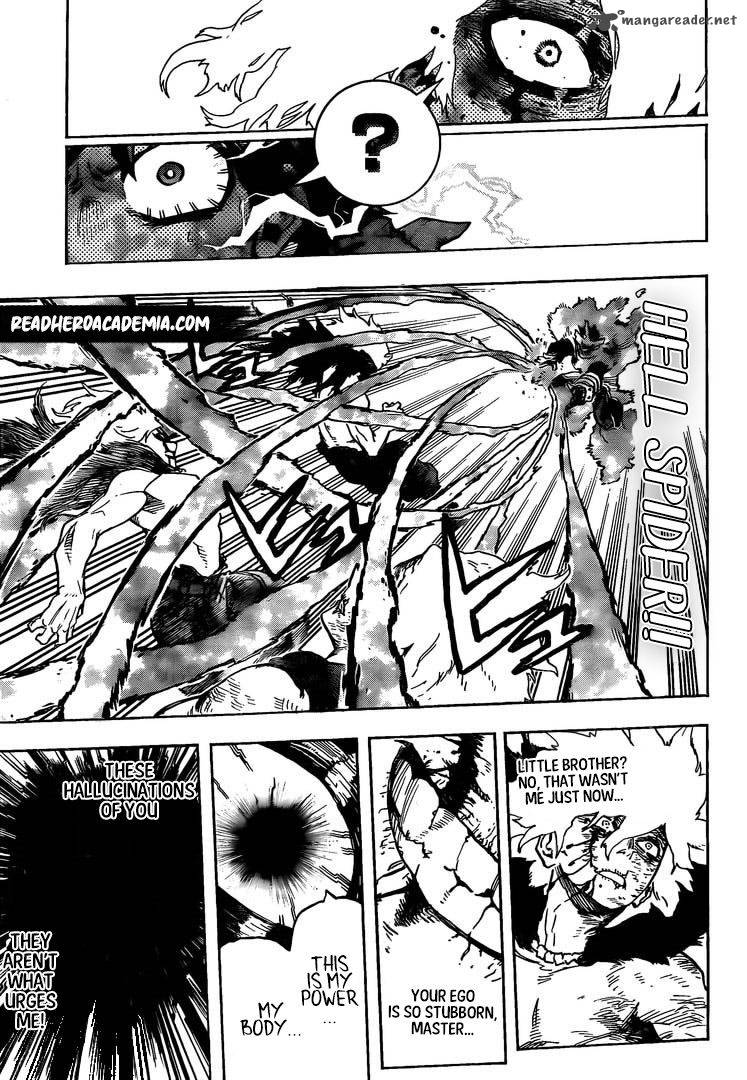 mangareader.net
?
READHEROACADEMIA.COM
HELL SPIDER!!
LITTLE BROTHER?
NO, THAT WASN'T
ME JUST NOW...
YOUR EGO
IS SO STUBBORN,
MASTER...
THIS
IS MY
POWER
...
MY
BODY...
THESE
HALLUCINATIONS
OF YOU
THEY
AREN'T
WHAT
URGES
ME!